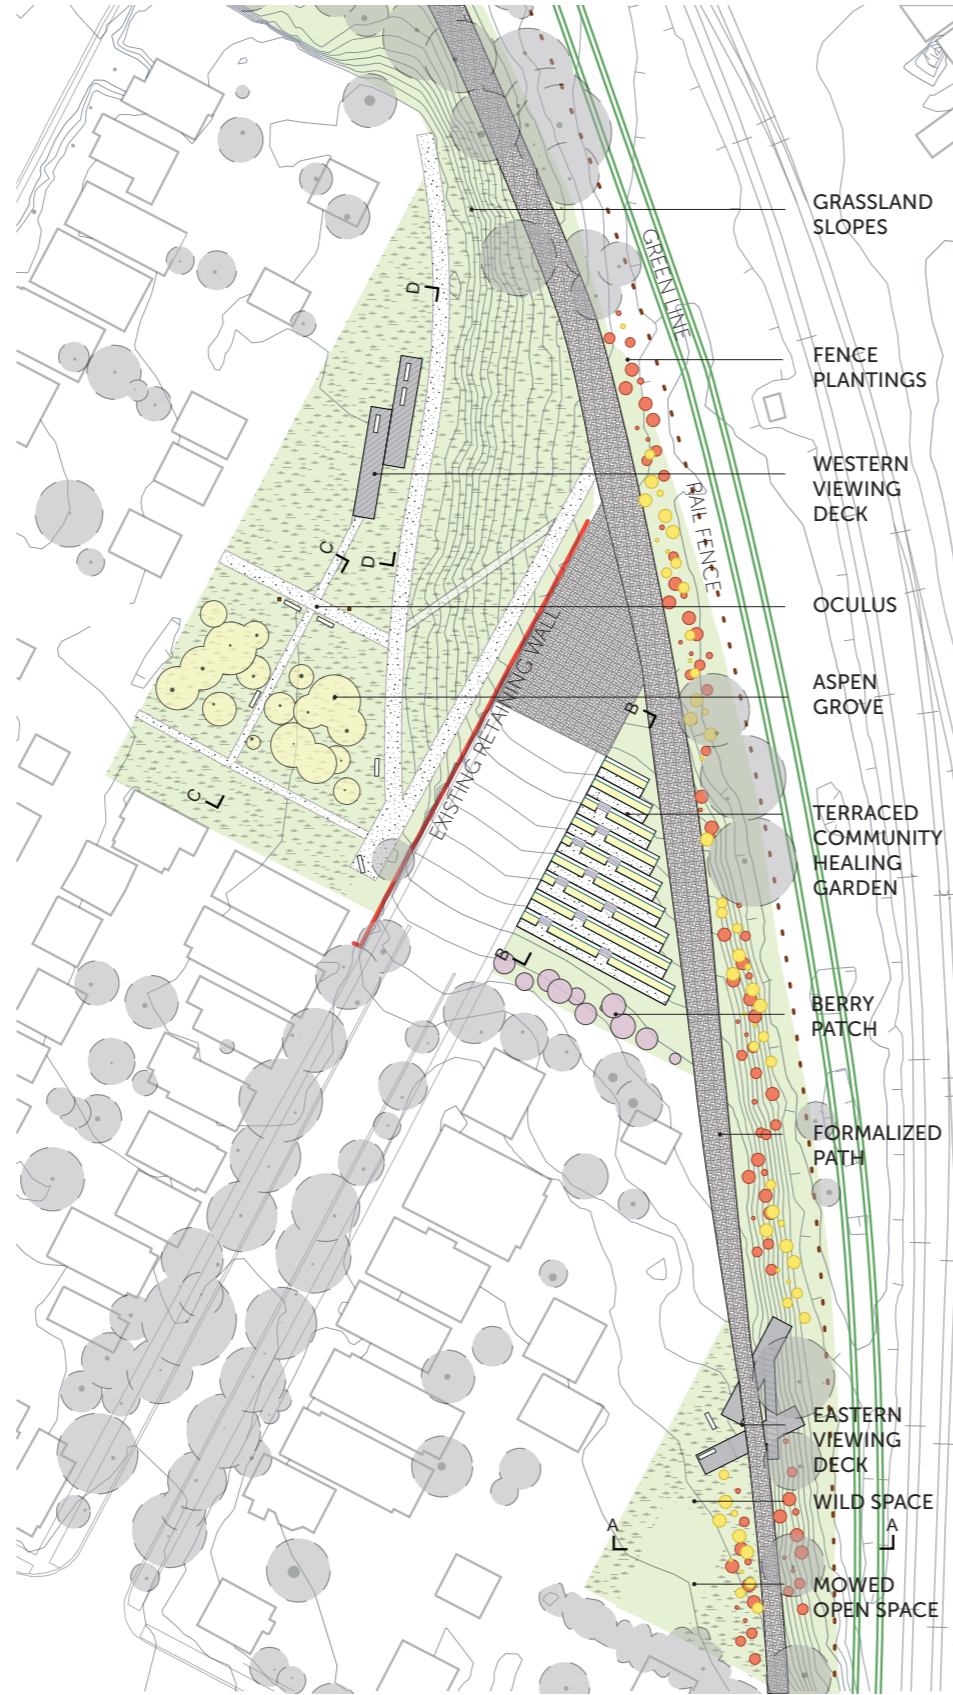 GRASSLAND
SLOPES
GREEN LINE
D
FENCE
PLANTINGS
WESTERN
VIEWING
DECK
RAIL FENCE
C
D
OCULUS
EXISTING RETAINING WALL
ASPEN
GROVE
B
C
TERRACED
COMMUNITY
HEALING
GARDEN
B
BERRY
PATCH
FORMALIZED
PATH
EASTERN
VIEWING
DECK
WILD SPACE
A
A
MOWED
OPEN SPACE